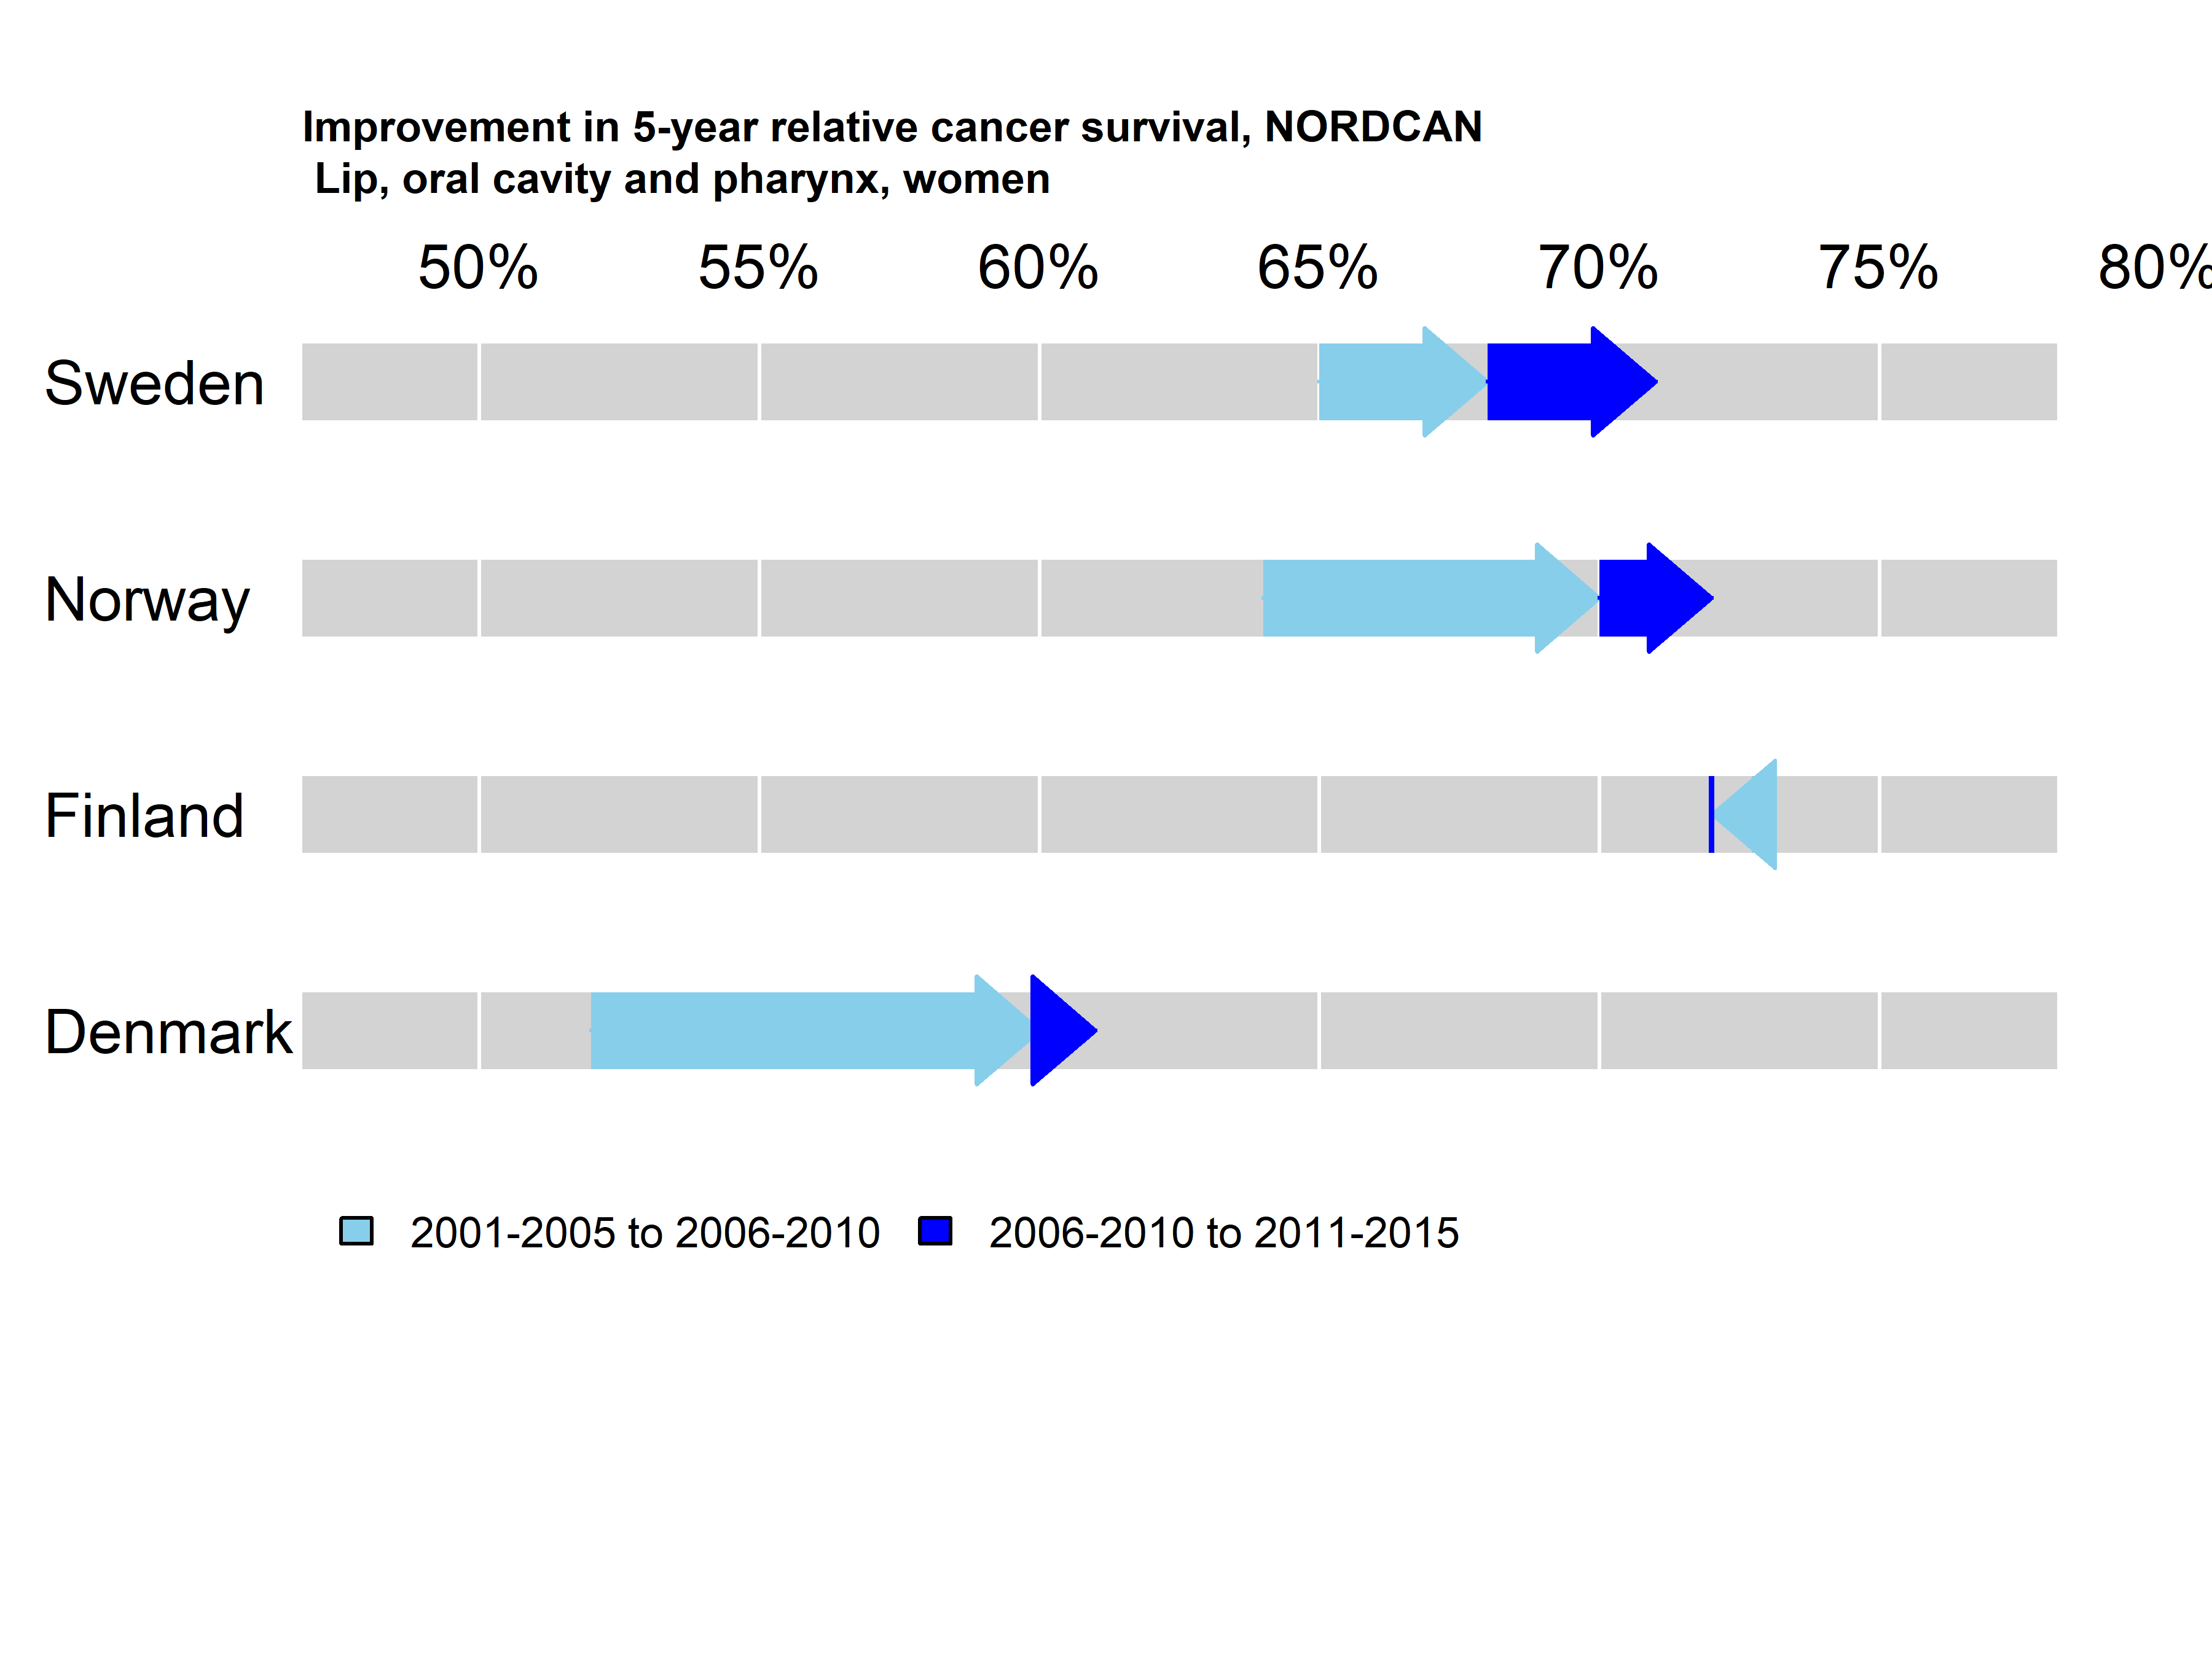 Improvement in 5-year relative cancer survival, NORDCAN
Lip, oral cavity and pharynx, women
50% 55% 60% 65% 70% 75% 80%
Sweden
Norway
Finland
Denmark
2001-2005 to 2006-2010 2006-2010 to 2011-2015